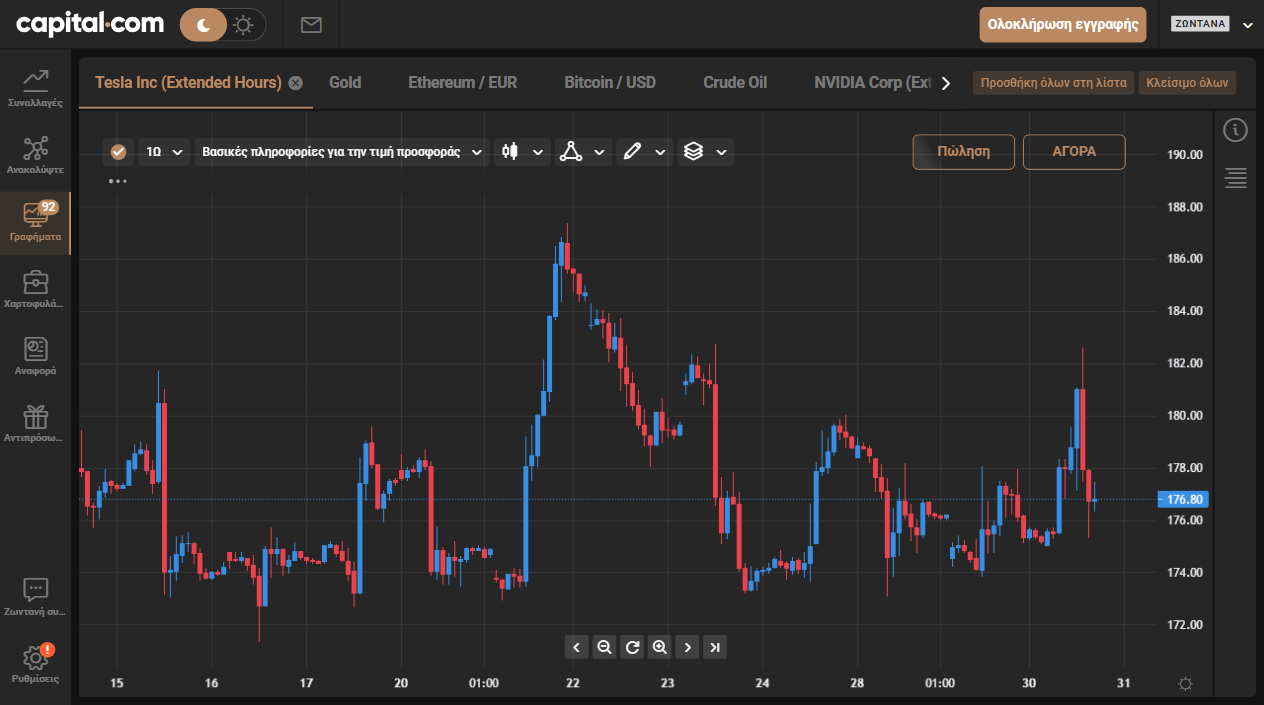 capital.com
Ολοκλήρωση εγγραφής
ΖΩΝΤΑΝΑ
Συναλλαγές
Ανακαλύψτε
92
Γραφήματα
Χαρτοφυλά...
Αναφορά
Αντιπρόσω...
Ζωντανή συ...
!
Ρυθμίσεις
Tesla Inc (Extended Hours)
Gold
Ethereum / EUR
Bitcoin / USD
Crude Oil
NVIDIA Corp (Ext
Προσθήκη όλων στη λίστα
Κλείσιμο όλων
1Ω
Βασικές πληροφορίες για την τιμή προσφοράς
Πώληση
ΑΓΟΡΑ
190.00
188.00
186.00
184.00
182.00
180.00
178.00
176.80
176.00
174.00
172.00
15
16
17
20
01:00
22
23
24
28
01:00
30
31